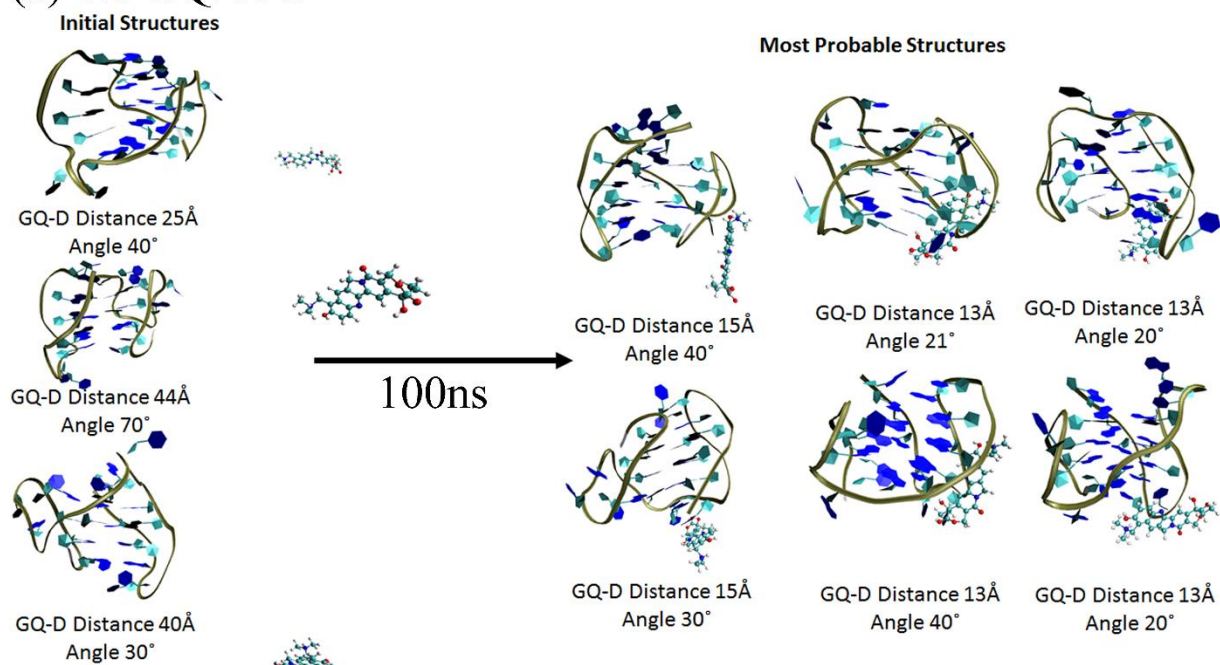 Initial Structures
Most Probable Structures
GQ-D Distance 25Å
Angle 40˚
GQ-D Distance 44Å
Angle 70˚
GQ-D Distance 40Å
Angle 30˚
100ns
GQ-D Distance 15Å
Angle 40˚
GQ-D Distance 13Å
Angle 21˚
GQ-D Distance 13Å
Angle 20˚
GQ-D Distance 15Å
Angle 30˚
GQ-D Distance 13Å
Angle 40˚
GQ-D Distance 13Å
Angle 20˚